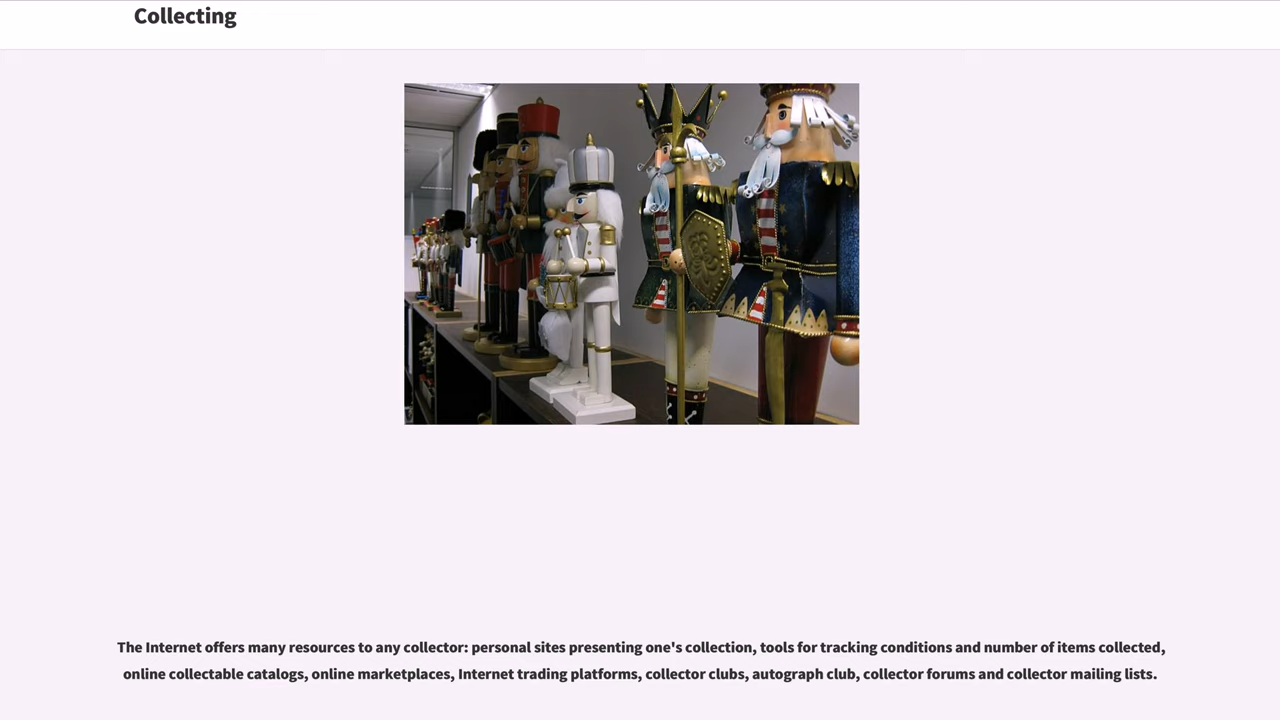 Collecting
The Internet offers many resources to any collector: personal sites presenting one's collection, tools for tracking conditions and number of items collected,
online collectable catalogs, online marketplaces, Internet trading platforms, collector clubs, autograph club, collector forums and collector mailing lists.